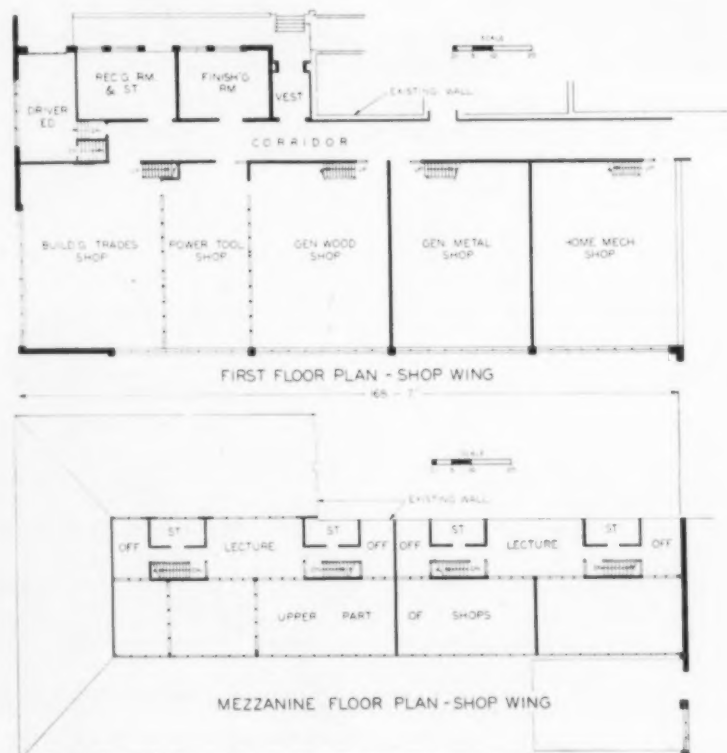 SCALE
REC'G. RM.
& ST.
FINISH'G
RM
VEST
EXISTING WALL
DRIVER
ED.
CORRIDOR
BUILD'G TRADES
SHOP
POWER TOOL
SHOP
GEN. WOOD
SHOP
GEN. METAL
SHOP
HOME MECH
SHOP
FIRST FLOOR PLAN - SHOP WING
168 - 7"
SCALE
EXISTING WALL
OFF
ST
LECTURE
ST
OFF
OFF
ST
LECTURE
ST
OFF
UPPER PART OF SHOPS
MEZZANINE FLOOR PLAN - SHOP WING